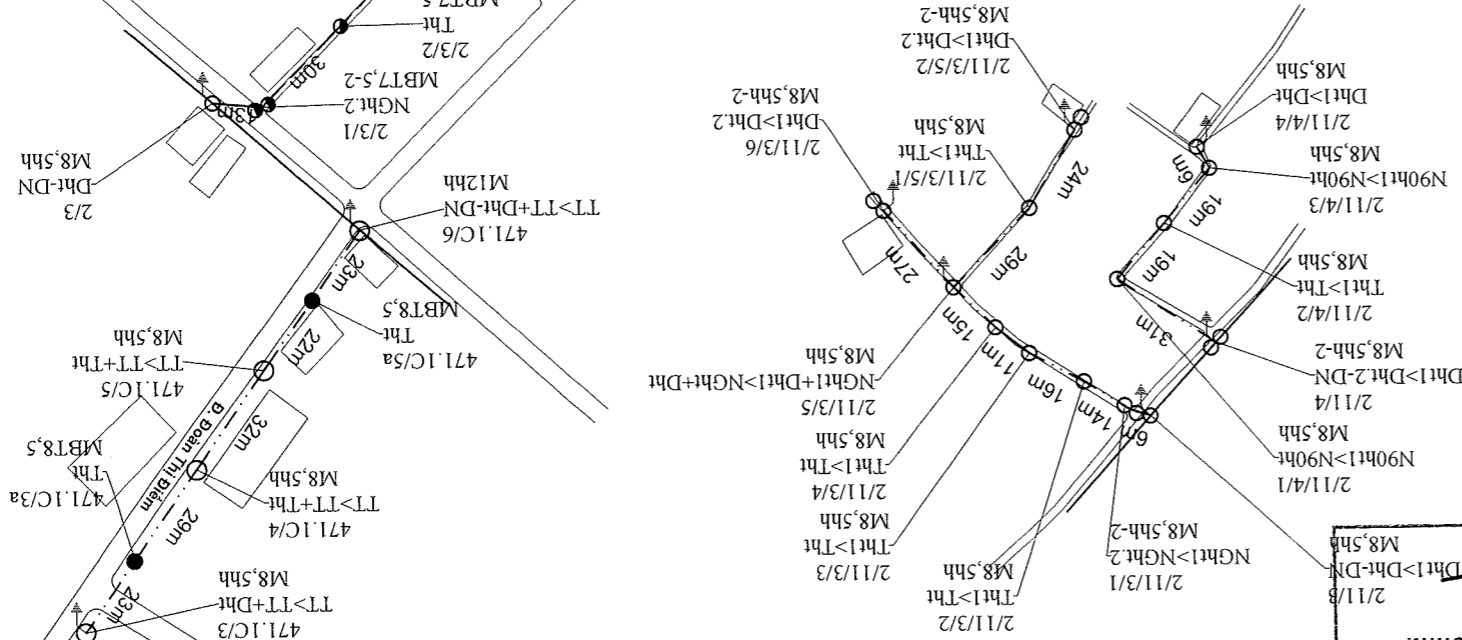 2/11/3
Dht1>Dht-DN
M8,5hh
2/11/3/1
NGht1>NGht.2
M8,5hh-2
2/11/3/2
Tht1>Tht
M8,5hh
2/11/3/3
Tht1>Tht
M8,5hh
2/11/3/4
Tht1>Tht
M8,5hh
2/11/3/5
NGht1+Dht1>NGht+Dht
M8,5hh
6m
14m
16m
11m
15m
27m
29m
24m
2/11/4/1
N90ht1>N90ht
M8,5hh
2/11/4
Dht1>Dht.2-DN
M8,5hh-2
31m
2/11/4/2
Tht1>Tht
M8,5hh
19m
19m
2/11/4/3
N90ht1>N90ht
M8,5hh
6m
2/11/4/4
Dht1>Dht
M8,5hh
2/11/3/5/1
Tht1>Tht
M8,5hh
2/11/3/6
Dht1>Dht.2
M8,5hh-2
2/11/3/5/2
Dht1>Dht.2
M8,5hh-2
471.1C/3
TT>TT+Dht
M8,5hh
23m
29m
471.1C/3a
Tht
MBT8,5
471.1C/4
TT>TT+Tht
M8,5hh
Đ. Đoàn Thị Điểm
32m
471.1C/5
TT>TT+Tht
M8,5hh
22m
471.1C/5a
Tht
MBT8,5
23m
471.1C/6
TT>TT+Dht-DN
M12hh
2/3
Dht-DN
M8,5hh
2/3/1
NGht.2
MBT7,5-2
30m
2/3/2
Tht
MBT7,5